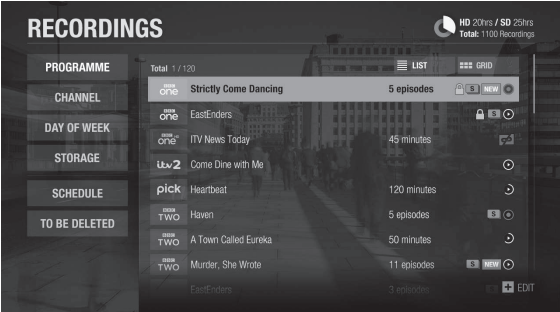 RECORDINGS
HD 20hrs / SD 25hrs
Total: 1100 Recordings
PROGRAMME
CHANNEL
DAY OF WEEK
STORAGE
SCHEDULE
TO BE DELETED
Total 1 / 120
LIST
GRID
BBC one Strictly Come Dancing 5 episodes S NEW
BBC one EastEnders S
BBC one HD ITV News Today 45 minutes
itv2 Come Dine with Me
pick Heartbeat 120 minutes
BBC TWO Haven 5 episodes S
BBC TWO A Town Called Eureka 50 minutes
BBC TWO Murder, She Wrote 11 episodes S NEW
EastEnders 3 episodes S
+ EDIT